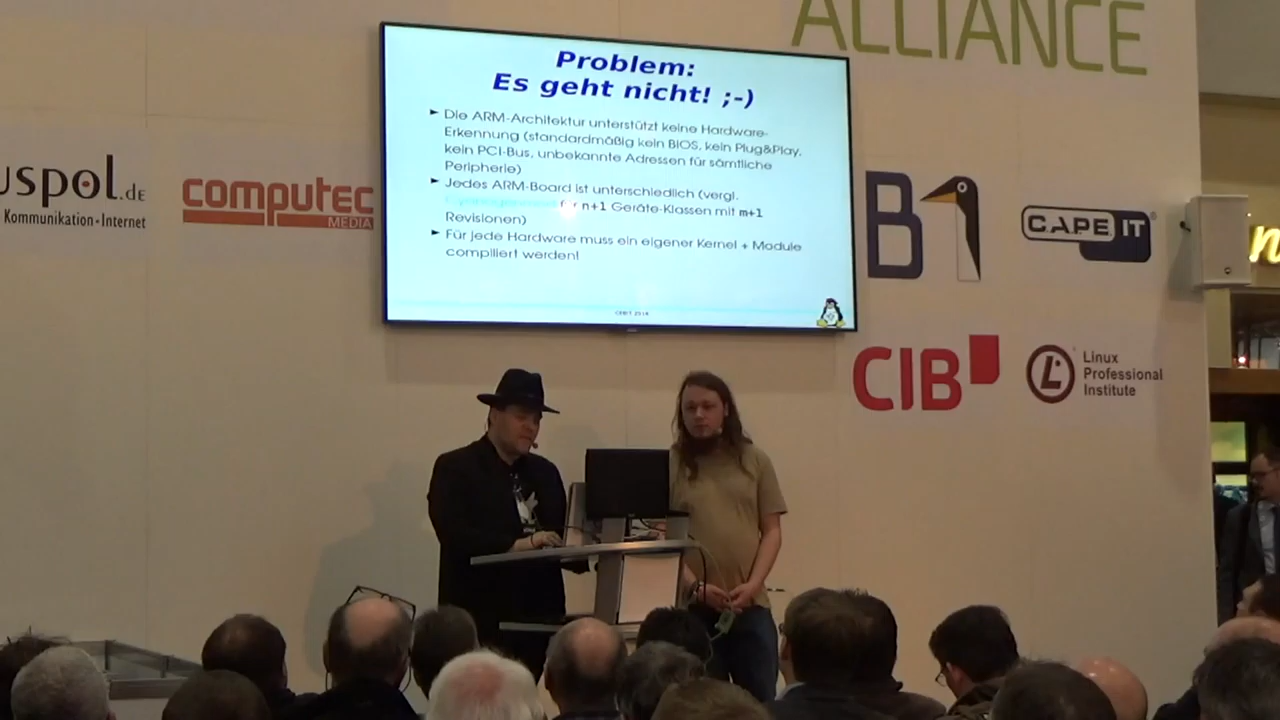 ALLIANCE
Problem:
Es geht nicht! ;-)
► Die ARM-Architektur unterstützt keine Hardware-
Erkennung (standardmäßig kein BIOS, kein Plug&Play,
kein PCI-Bus, unbekannte Adressen für sämtliche
Peripherie)
► Jedes ARM-Board ist unterschiedlich (vergl.
für n+1 Geräte-Klassen mit m+1
Revisionen)
► Für jede Hardware muss ein eigener Kernel + Module
compiliert werden!
CEBIT 2014
uspol.de
Kommunikation•Internet
computec
MEDIA
B1
C.A.P.E. IT
CIB
Linux
Professional
Institute